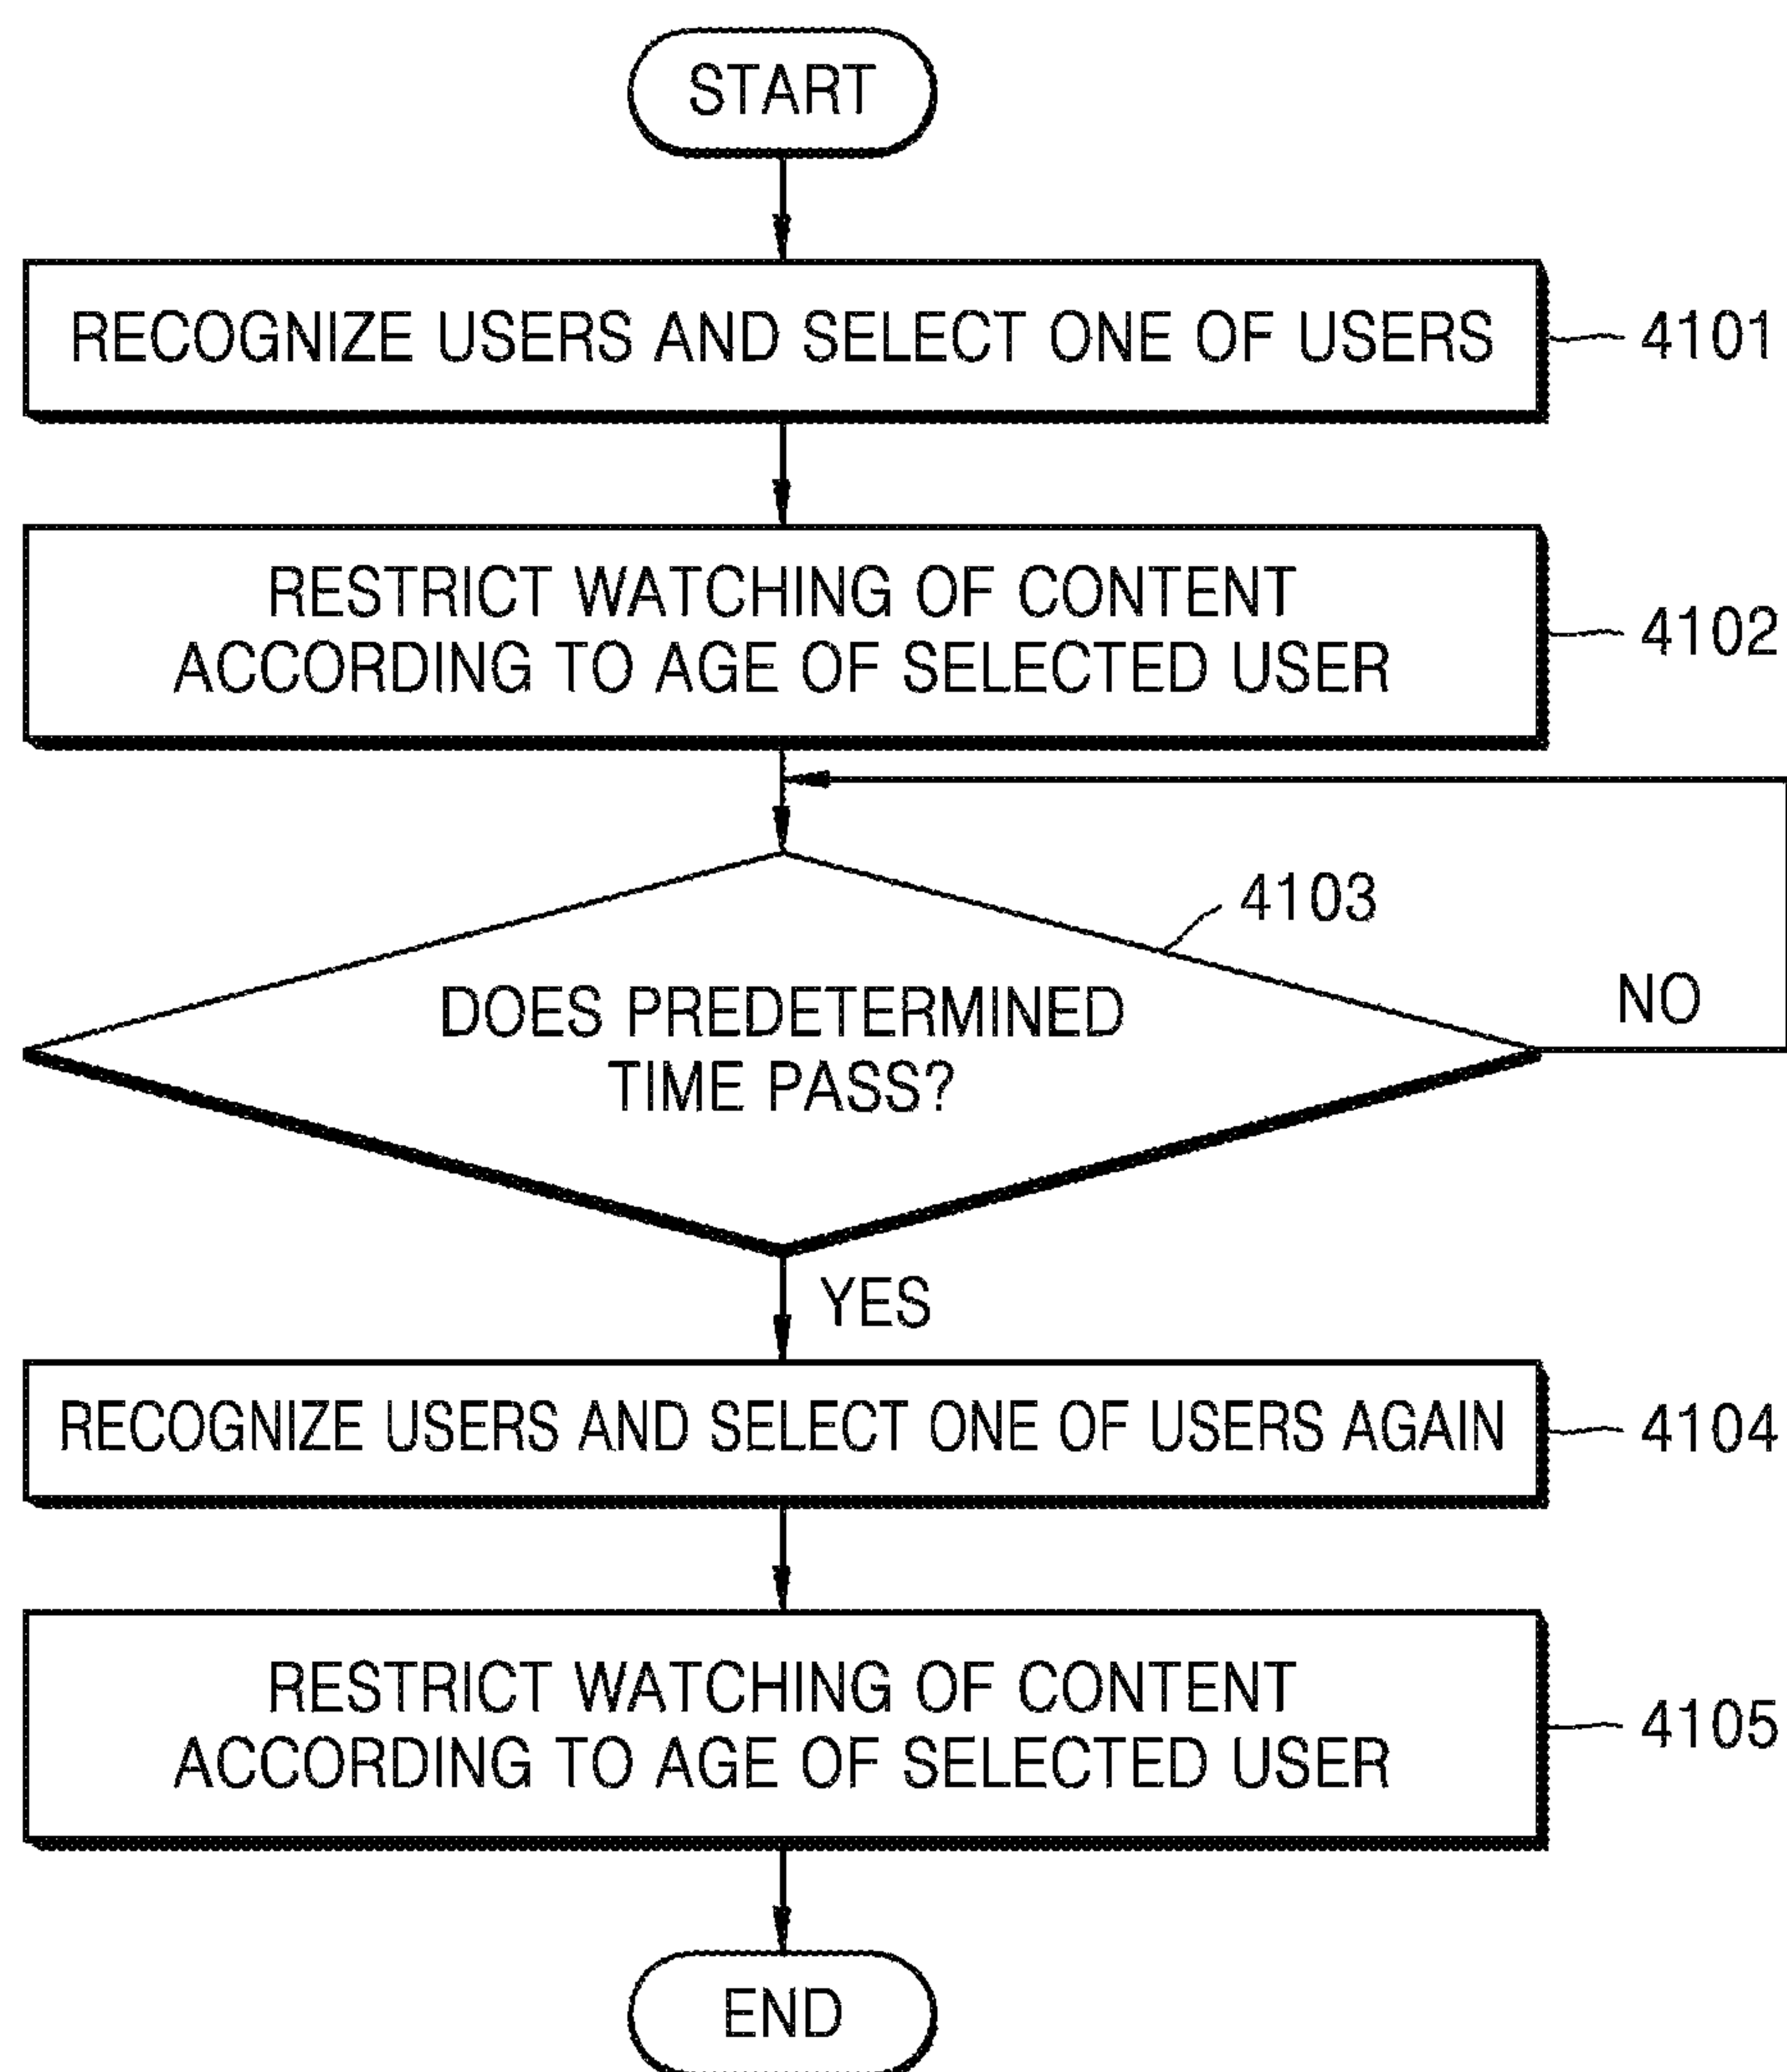 START
RECOGNIZE USERS AND SELECT ONE OF USERS
4101
RESTRICT WATCHING OF CONTENT
ACCORDING TO AGE OF SELECTED USER
4102
4103
DOES PREDETERMINED
TIME PASS?
NO
YES
RECOGNIZE USERS AND SELECT ONE OF USERS AGAIN
4104
RESTRICT WATCHING OF CONTENT
ACCORDING TO AGE OF SELECTED USER
4105
END